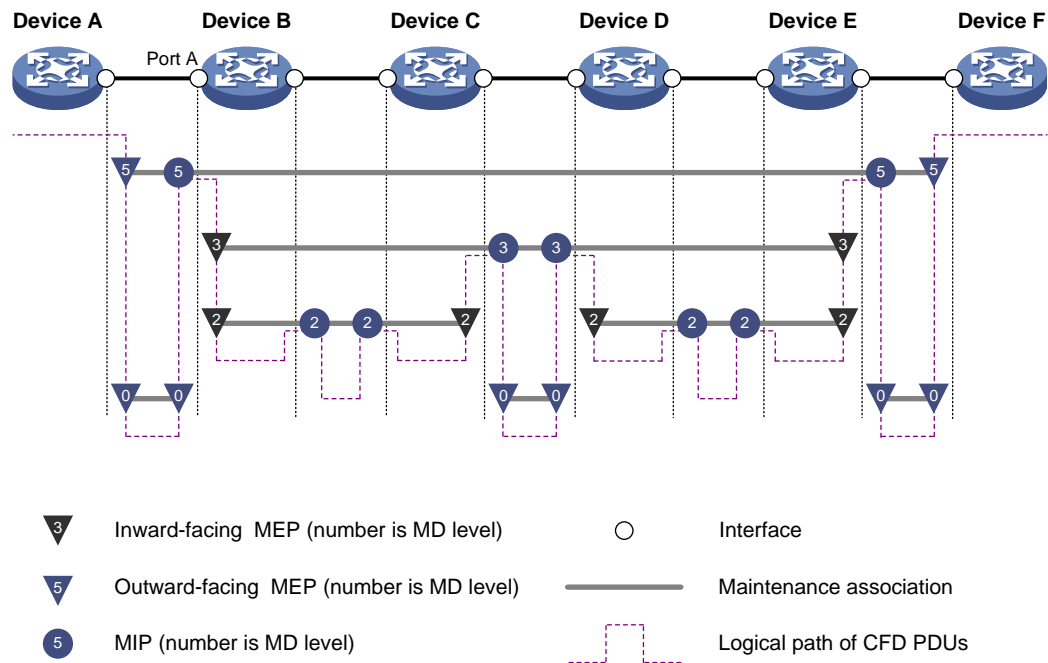 Device A Device B Device C Device D Device E Device F
Port A
5 5 5 5
3 3 3 3
2 2 2 2 2 2 2 2
0 0 0 0 0 0
3 Inward-facing MEP (number is MD level) Interface
5 Outward-facing MEP (number is MD level) Maintenance association
5 MIP (number is MD level) Logical path of CFD PDUs